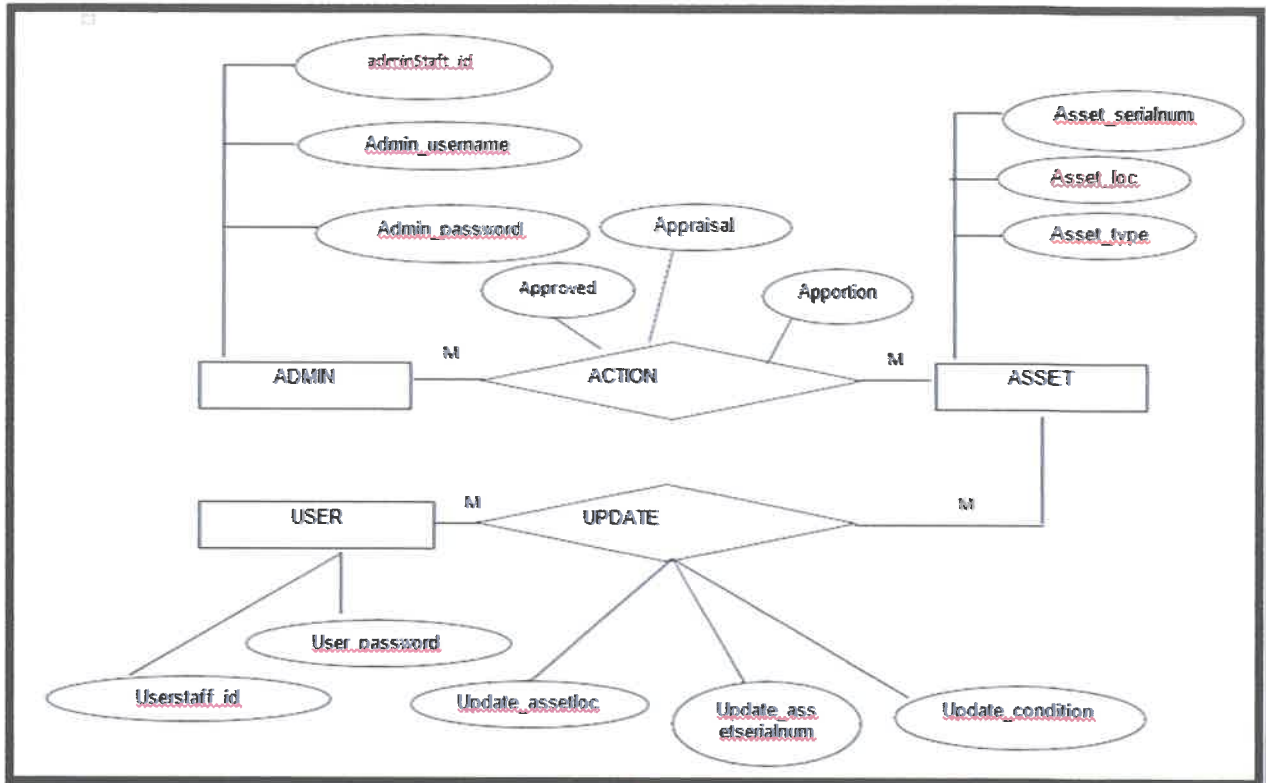 adminStaft_id
Asset_serialnum
Admin_username
Asset_loc
Admin_password
Appraisal
Asset_type
Approved
Apportion
M
M
ADMIN
ACTION
ASSET
M
M
USER
UPDATE
User_password
Userstaff_id
Update_assetloc
Update_ass
etserialnum
Update_condition